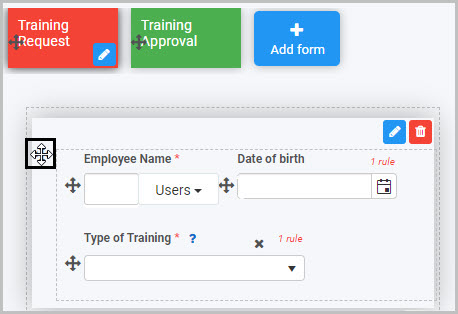 Training
Request
Training
Approval
Add form
Employee Name *
Date of birth
1 rule
Users
Type of Training * ?
1 rule